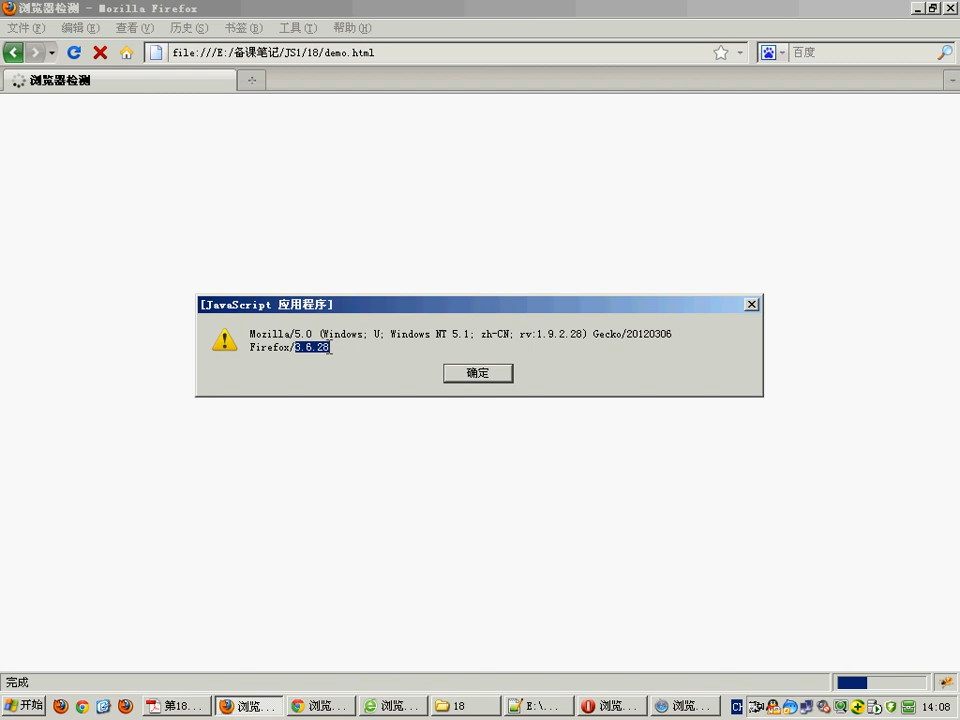 浏览器检测 - Mozilla Firefox
文件(F) 编辑(E) 查看(V) 历史(S) 书签(B) 工具(T) 帮助(H)
file:///E:/备课笔记/JS1/18/demo.html
百度
浏览器检测
[JavaScript 应用程序]
Mozilla/5.0 (Windows; U; Windows NT 5.1; zh-CN; rv:1.9.2.28) Gecko/20120306
Firefox/3.6.28
确定
完成
开始 第18... 浏览... 浏览... 浏览... 18 E:\... 浏览... 浏览... CH 14:08